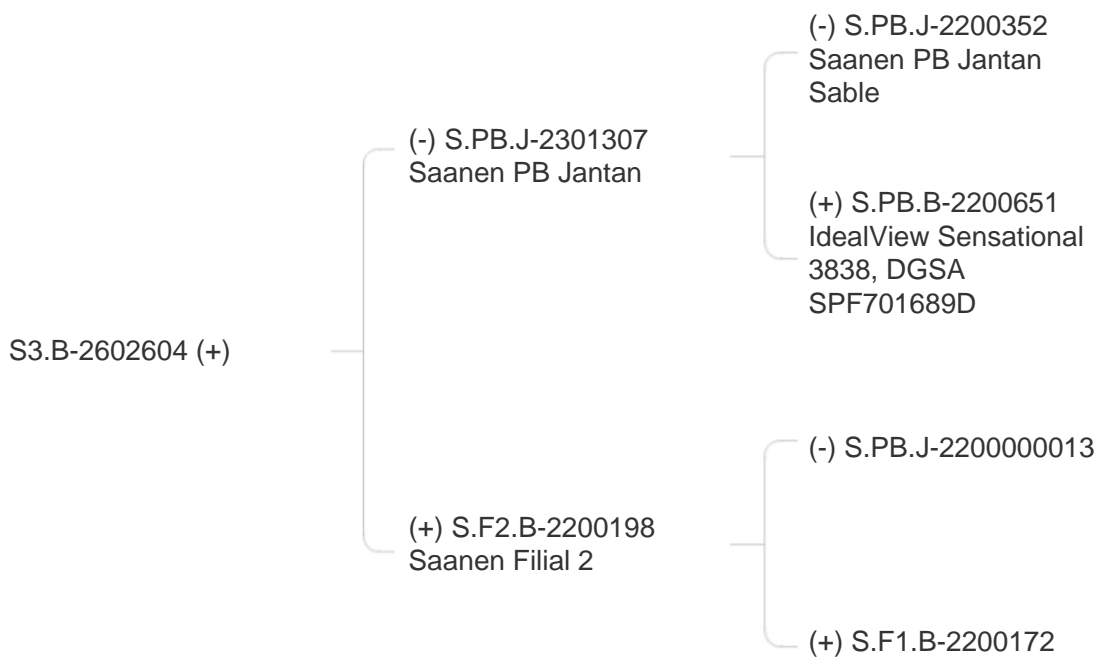 (-) S.PB.J-2200352
Saanen PB Jantan
Sable
(-) S.PB.J-2301307
Saanen PB Jantan
(+) S.PB.B-2200651
IdealView Sensational
3838, DGSA
SPF701689D
S3.B-2602604 (+)
(-) S.PB.J-2200000013
(+) S.F2.B-2200198
Saanen Filial 2
(+) S.F1.B-2200172